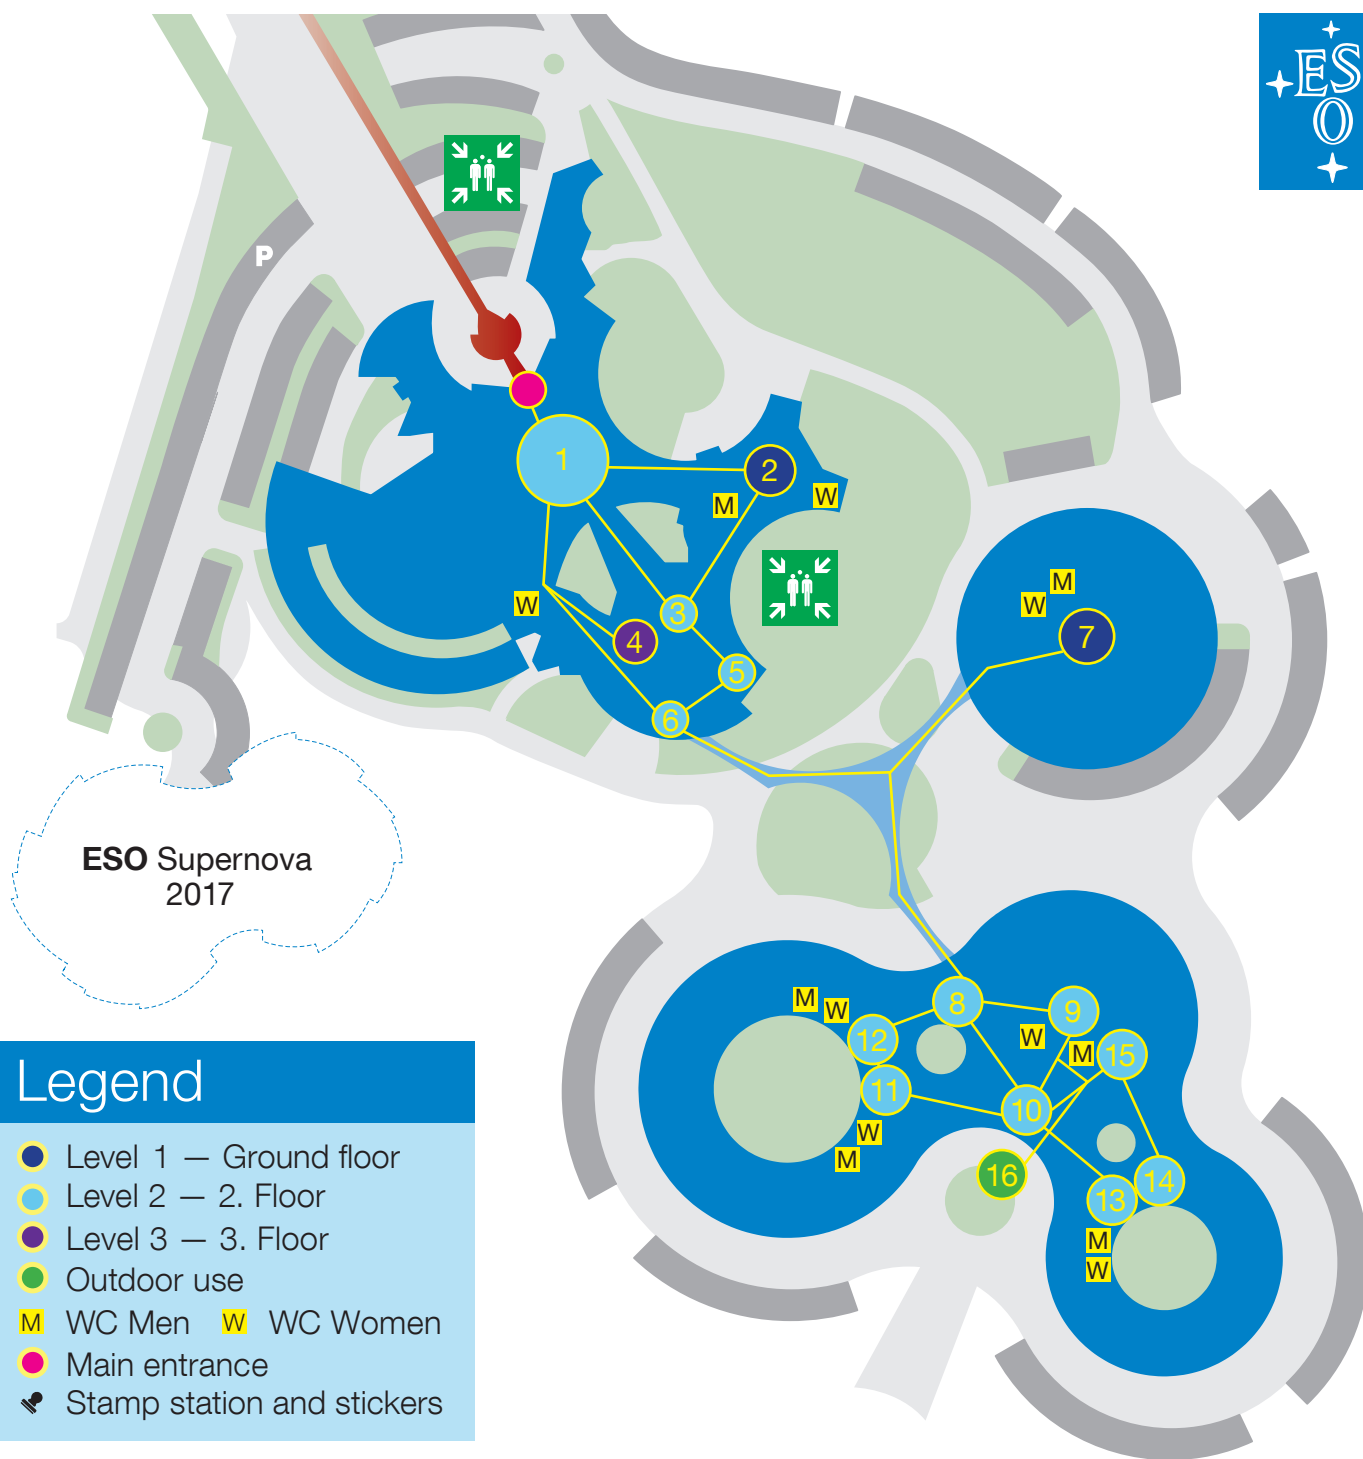 ES
O
P
1
2
M
W
3
W
4
5
6
M
W
7
ESO Supernova
2017
M
W
8
9
12
W
M
15
11
10
W
M
16
14
13
M
W
Legend
Level 1 — Ground floor
Level 2 — 2. Floor
Level 3 — 3. Floor
Outdoor use
M WC Men W WC Women
Main entrance
Stamp station and stickers